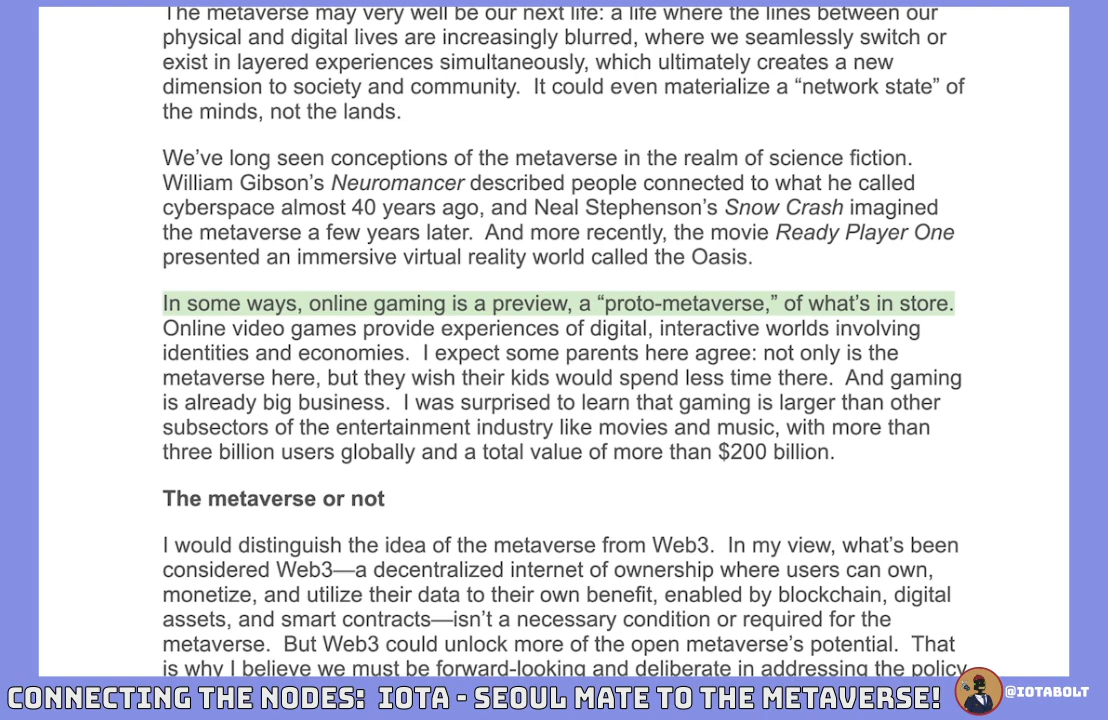 The metaverse may very well be our next life: a life where the lines between our
physical and digital lives are increasingly blurred, where we seamlessly switch or
exist in layered experiences simultaneously, which ultimately creates a new
dimension to society and community.  It could even materialize a “network state” of
the minds, not the lands.
We’ve long seen conceptions of the metaverse in the realm of science fiction.
William Gibson’s Neuromancer described people connected to what he called
cyberspace almost 40 years ago, and Neal Stephenson’s Snow Crash imagined
the metaverse a few years later.  And more recently, the movie Ready Player One
presented an immersive virtual reality world called the Oasis.
In some ways, online gaming is a preview, a “proto-metaverse,” of what’s in store.
Online video games provide experiences of digital, interactive worlds involving
identities and economies.  I expect some parents here agree: not only is the
metaverse here, but they wish their kids would spend less time there.  And gaming
is already big business.  I was surprised to learn that gaming is larger than other
subsectors of the entertainment industry like movies and music, with more than
three billion users globally and a total value of more than $200 billion.
The metaverse or not
I would distinguish the idea of the metaverse from Web3.  In my view, what’s been
considered Web3—a decentralized internet of ownership where users can own,
monetize, and utilize their data to their own benefit, enabled by blockchain, digital
assets, and smart contracts—isn’t a necessary condition or required for the
metaverse.  But Web3 could unlock more of the open metaverse’s potential.  That
is why I believe we must be forward-looking and deliberate in addressing the policy
CONNECTING THE NODES: IOTA - SEOUL MATE TO THE METAVERSE!
@IOTABOLT